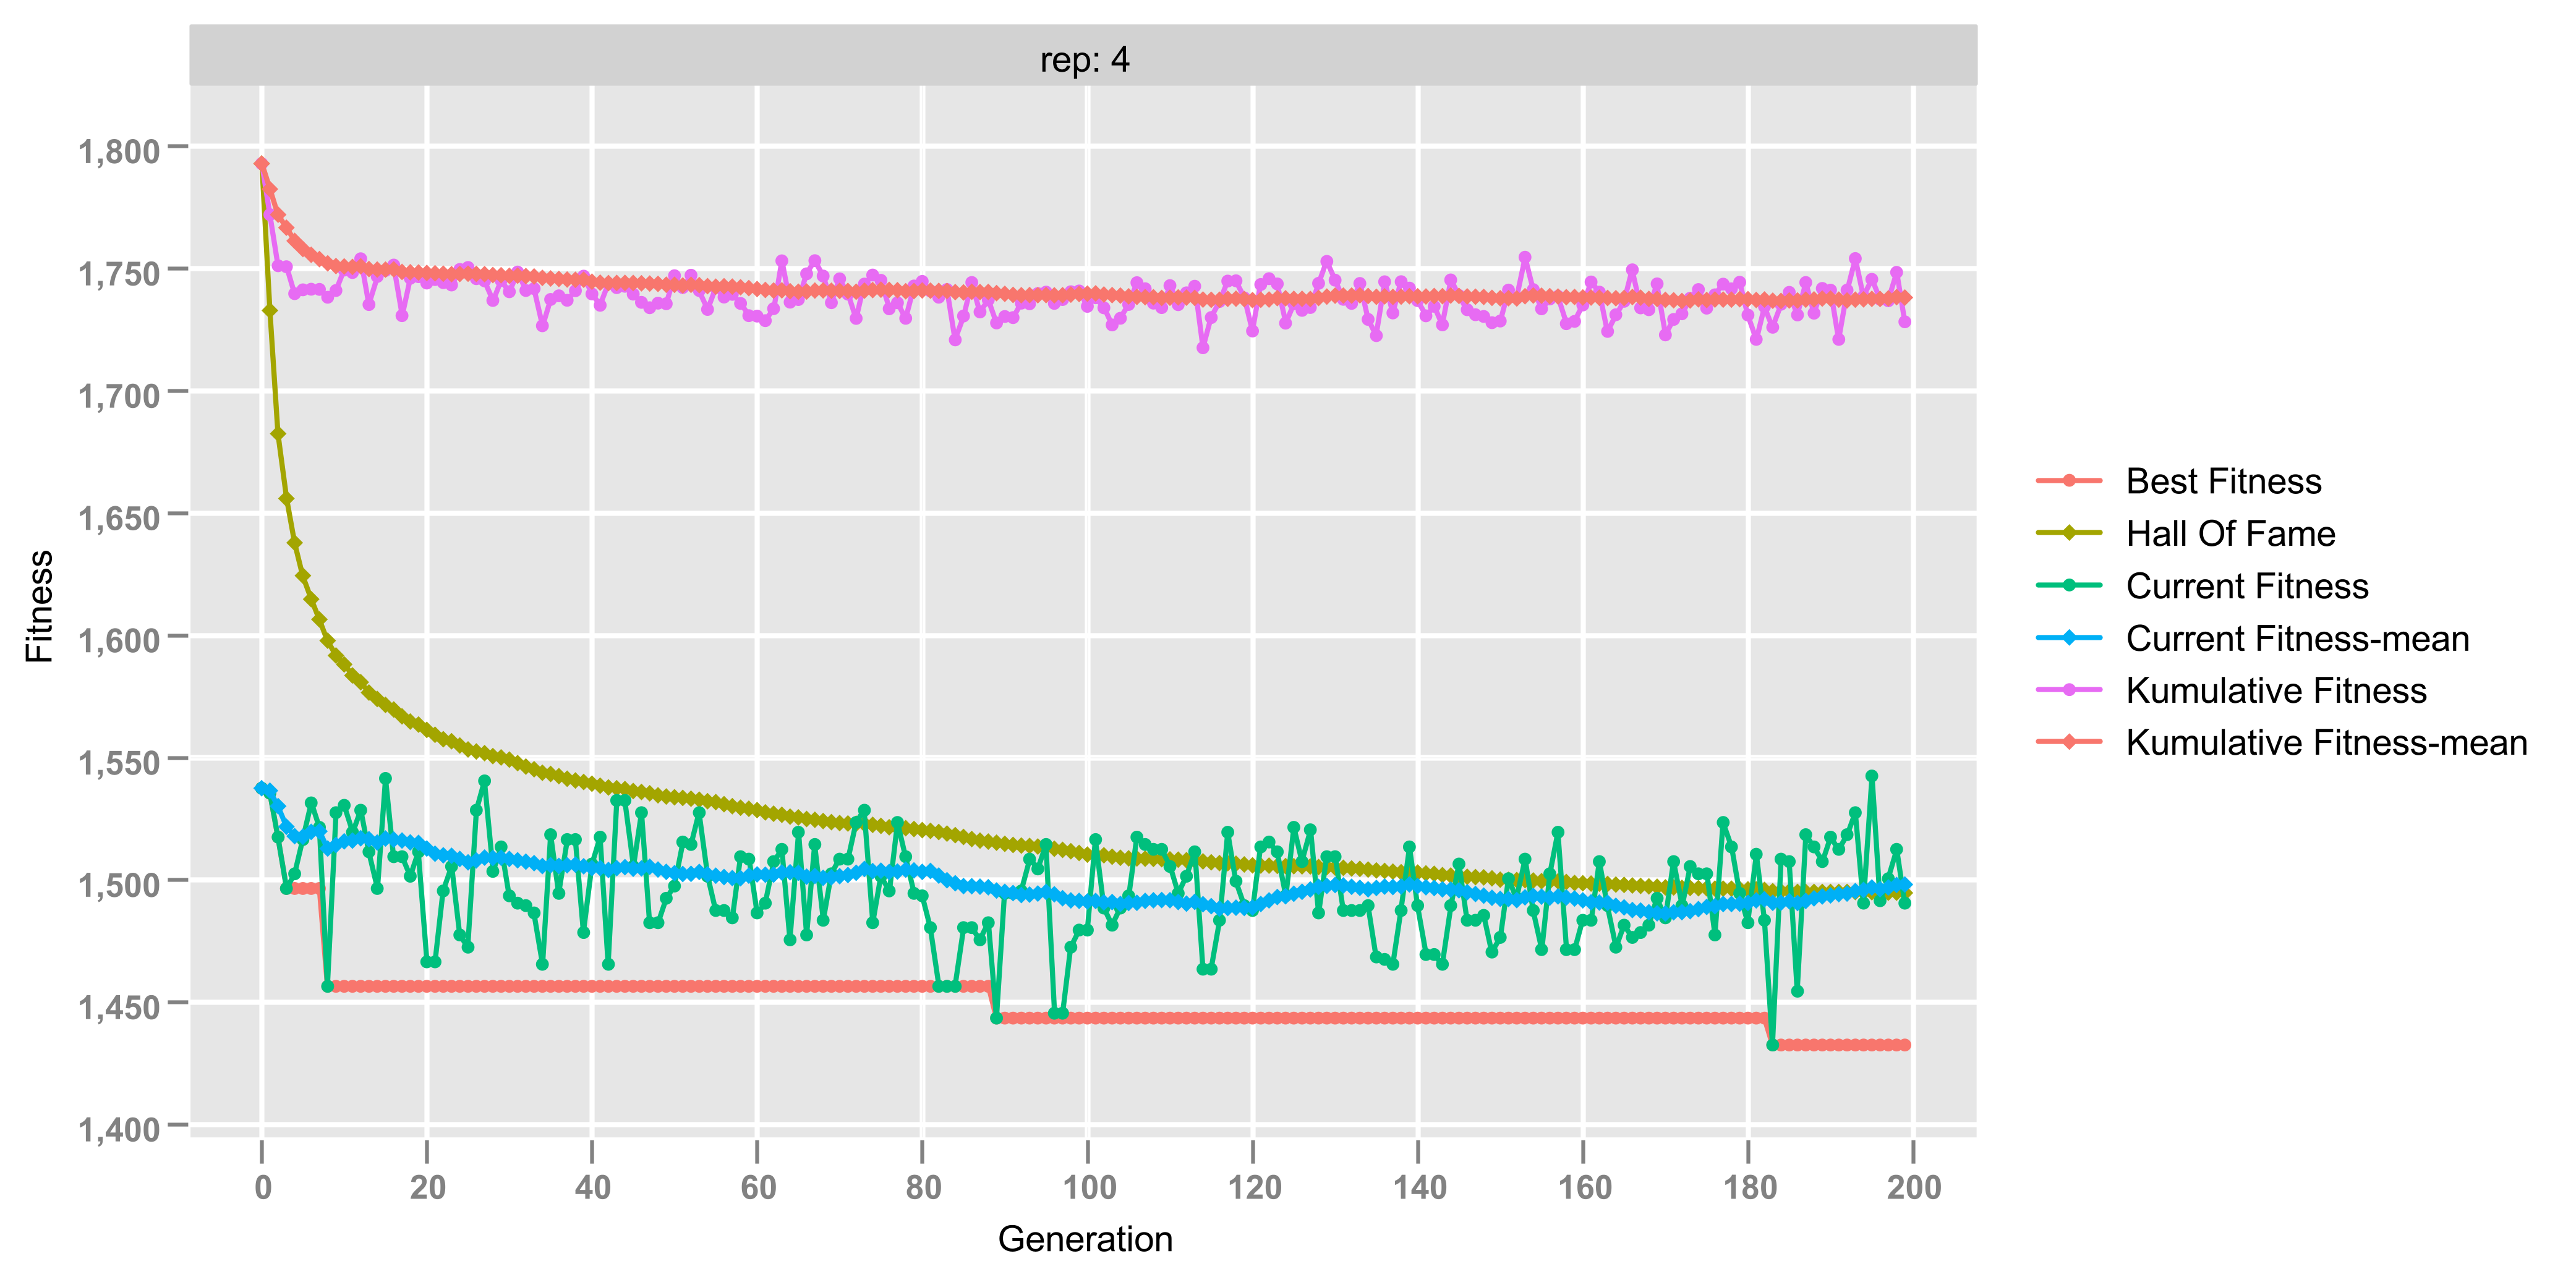 rep: 4
1,800
1,750
1,700
1,650
1,600
1,550
1,500
1,450
1,400
Fitness
0 20 40 60 80 100 120 140 160 180 200
Generation
Best Fitness
Hall Of Fame
Current Fitness
Current Fitness-mean
Kumulative Fitness
Kumulative Fitness-mean